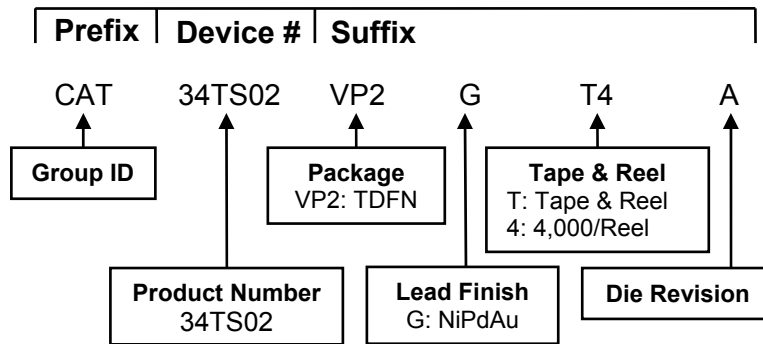 Prefix Device # Suffix
CAT 34TS02 VP2 G T4 A
Group ID
Package
VP2: TDFN
Tape & Reel
T: Tape & Reel
4: 4,000/Reel
Product Number
34TS02
Lead Finish
G: NiPdAu
Die Revision